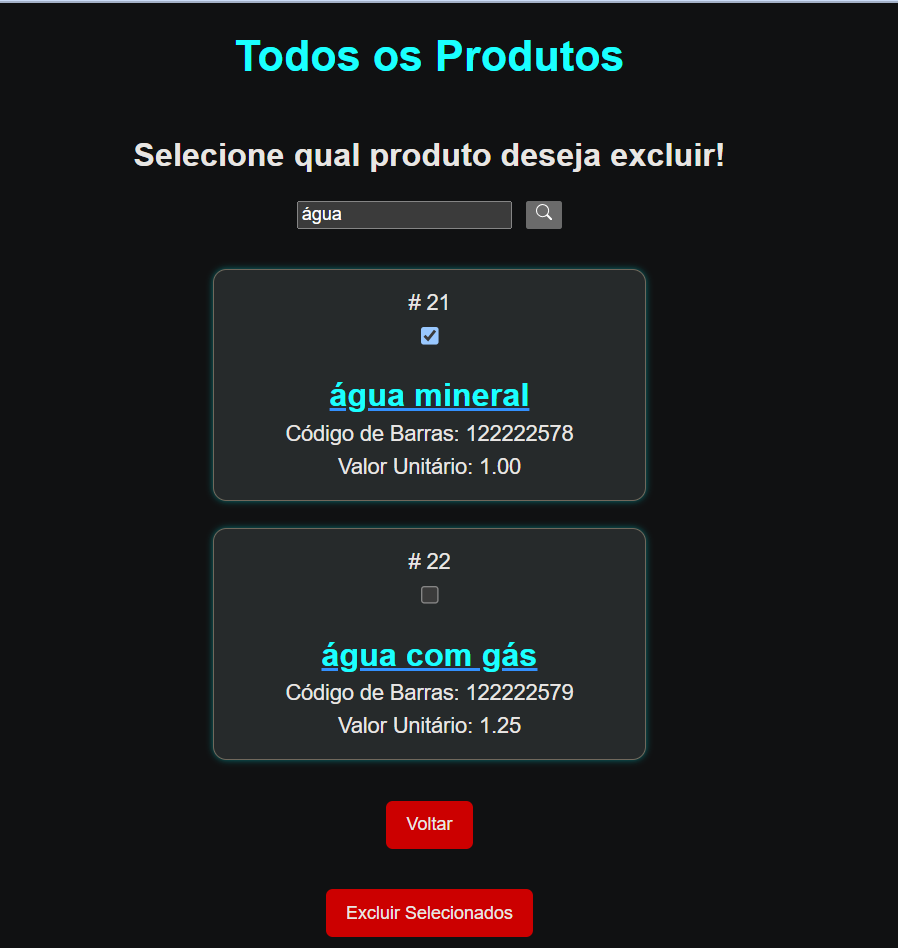 Todos os Produtos
Selecione qual produto deseja excluir!
água
# 21
água mineral
Código de Barras: 122222578
Valor Unitário: 1.00
# 22
água com gás
Código de Barras: 122222579
Valor Unitário: 1.25
Voltar
Excluir Selecionados